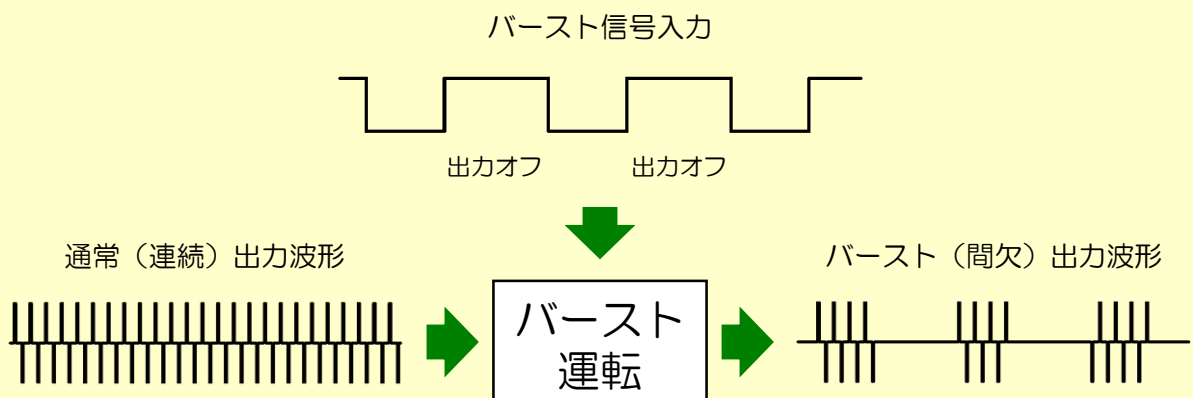 バースト信号入力
出力オフ
出力オフ
通常（連続）出力波形
バースト（間欠）出力波形
バースト
運転